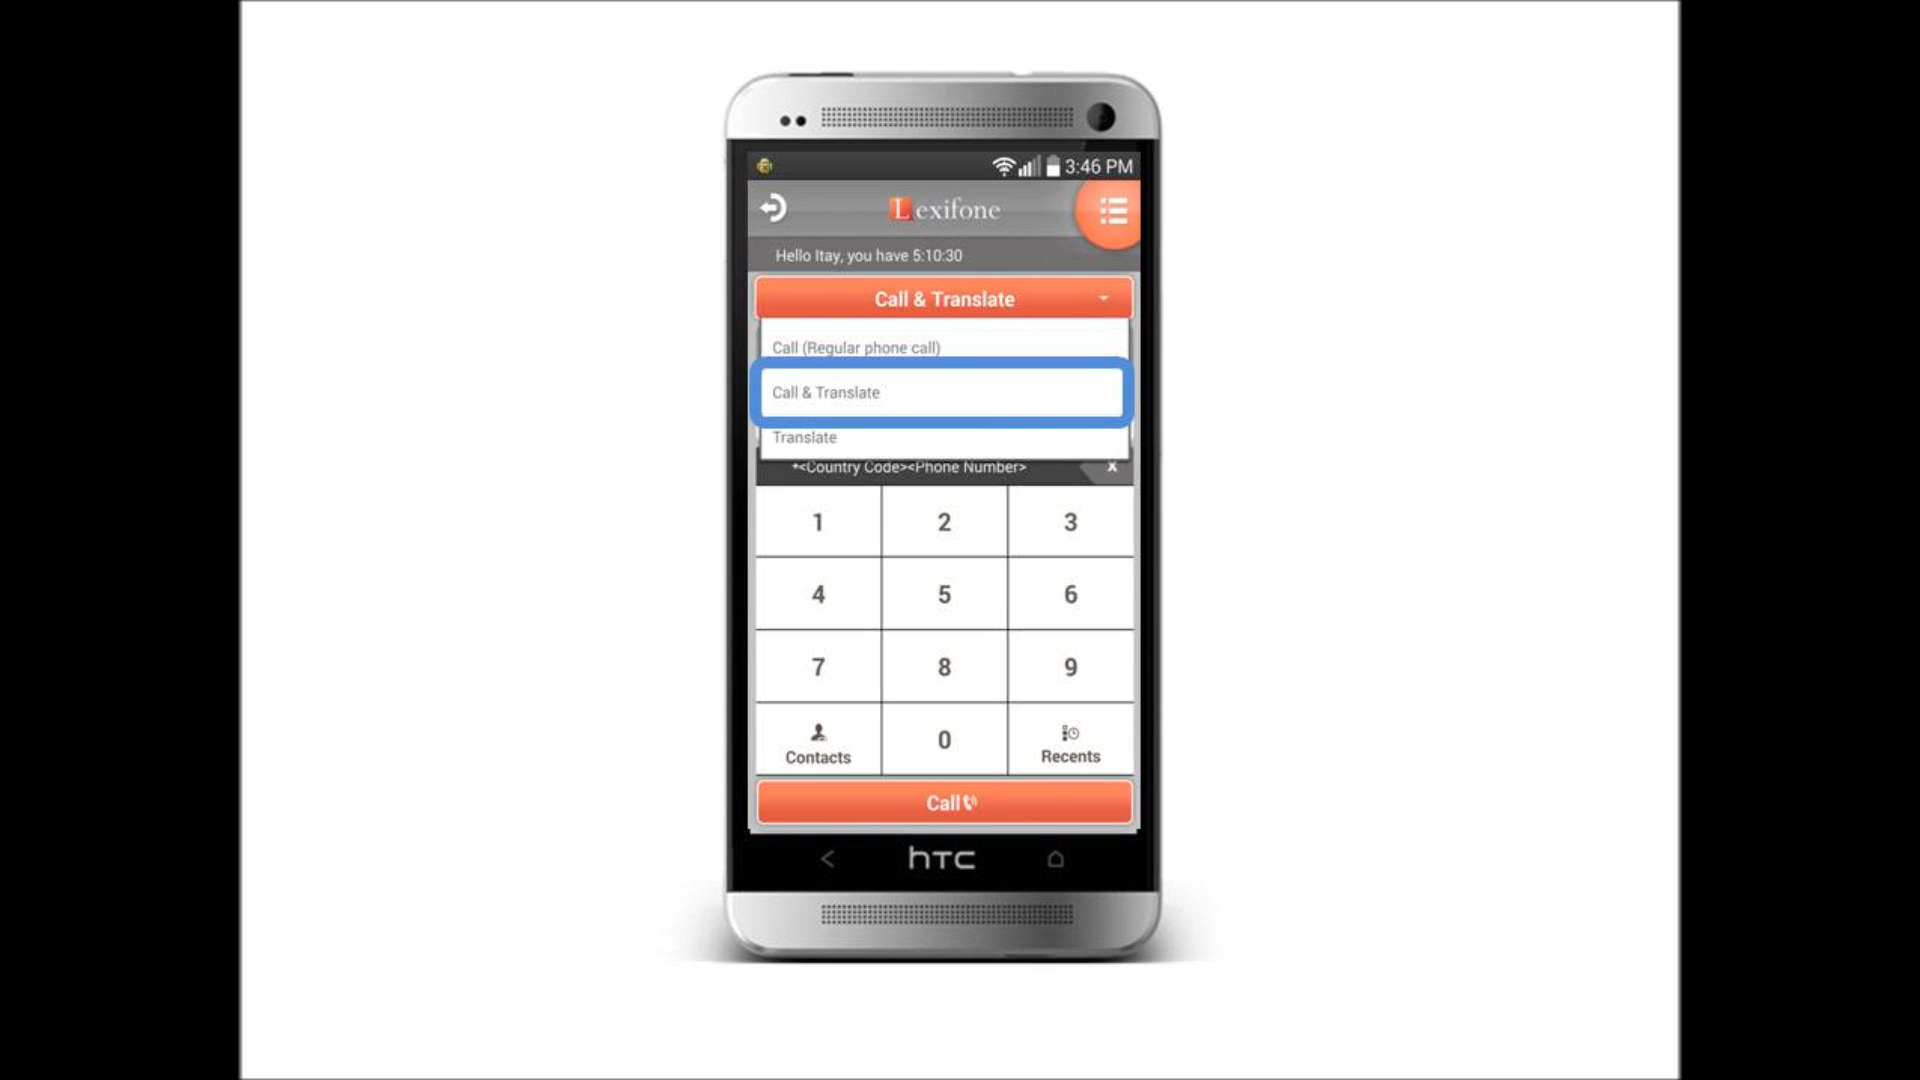 3:46 PM
Lexifone
Hello Itay, you have 5:10:30
Call & Translate
Call (Regular phone call)
Call & Translate
Translate
+<Country Code><Phone Number>
x
1 2 3
4 5 6
7 8 9
Contacts 0 Recents
Call
hTC